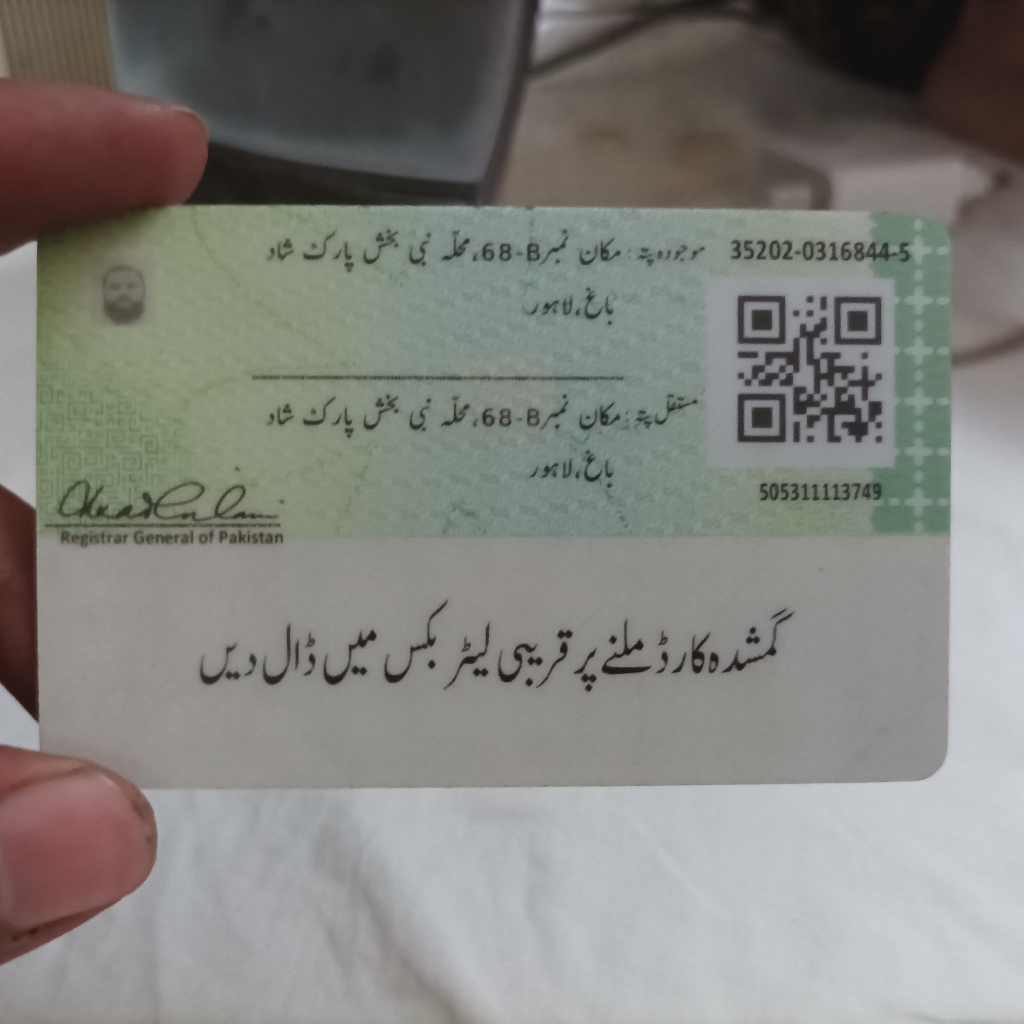 35202-0316844-5
موجودہ پتہ: مکان نمبر 68-B، محلہ نبی بخش پارک شاد
باغ، لاہور
مستقل پتہ: مکان نمبر 68-B، محلہ نبی بخش پارک شاد
باغ، لاہور
505311113749
Registrar General of Pakistan
گمشدہ کارڈ ملنے پر قریبی لیٹر بکس میں ڈال دیں